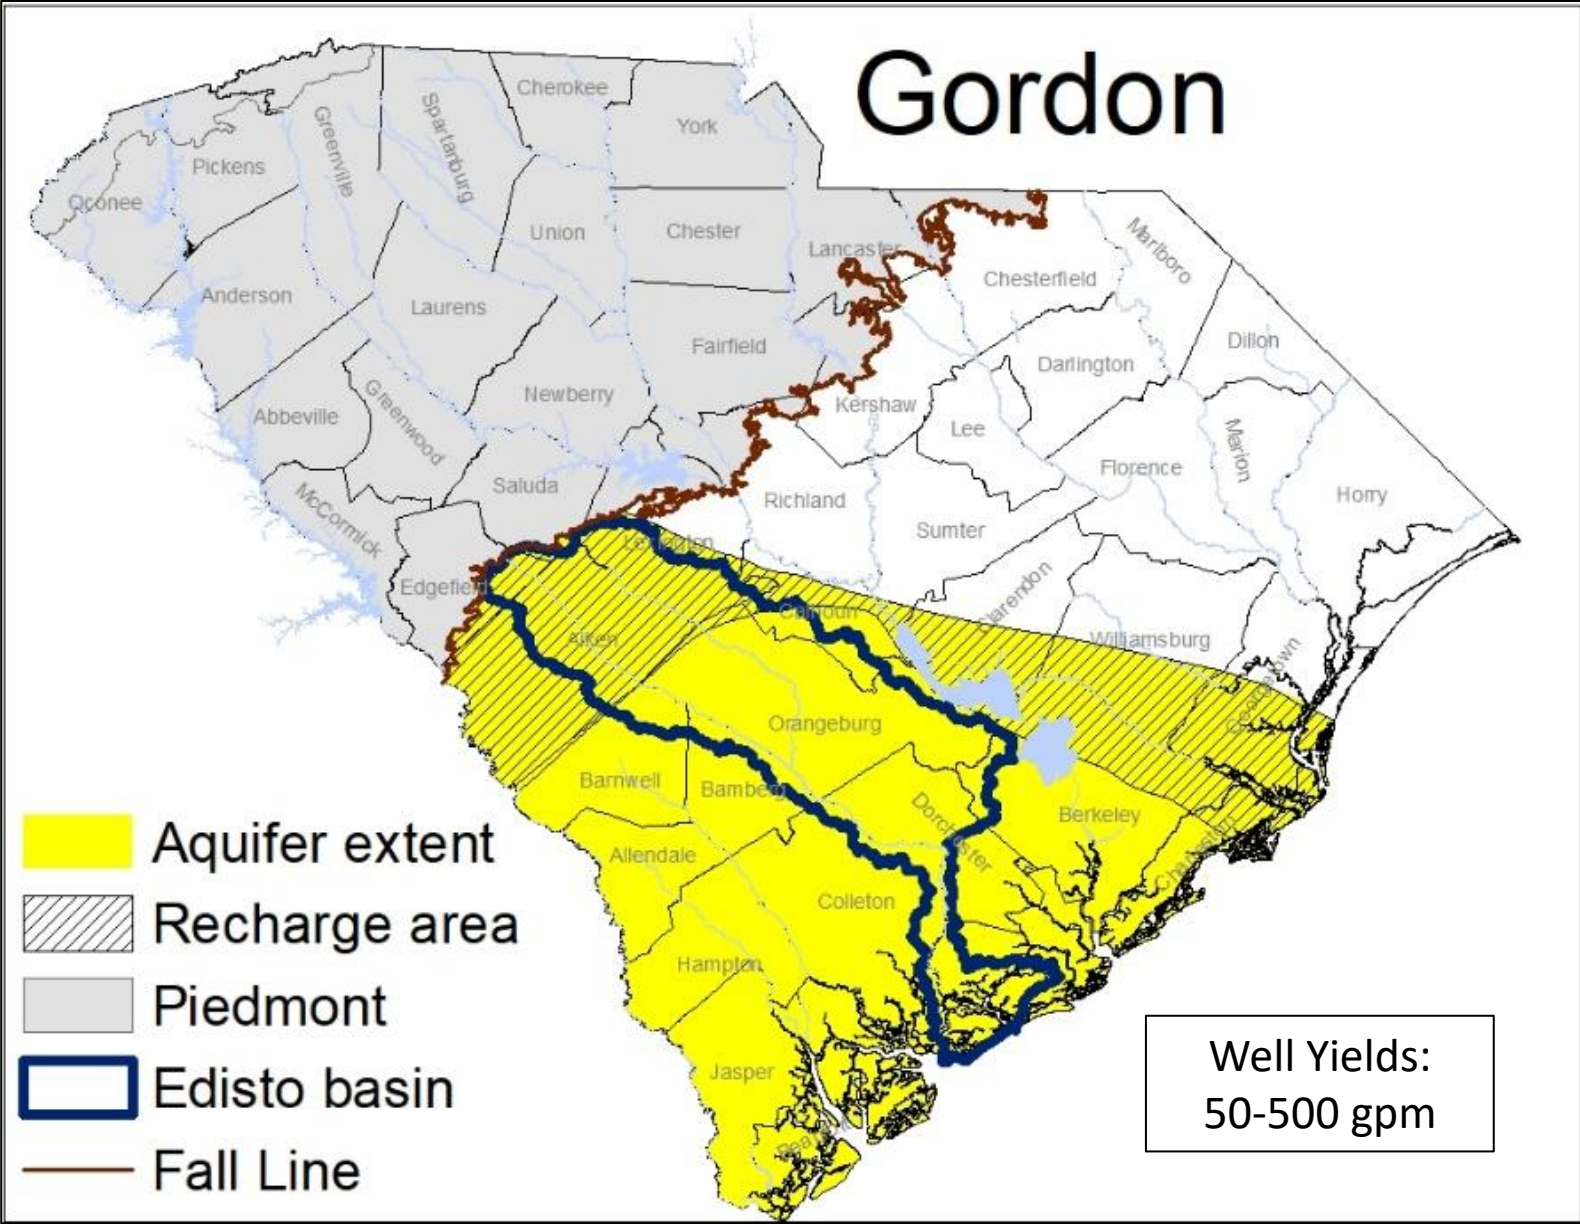 Gordon
Cherokee
Spartanburg
York
Greenville
Pickens
Oconee
Union
Chester
Lancaster
Marlboro
Chesterfield
Anderson
Laurens
Fairfield
Dillon
Darlington
Newberry
Kershaw
Abbeville
Greenwood
Lee
Marion
Florence
Saluda
Richland
Horry
McCormick
Sumter
Lexington
Edgefield
Clarendon
Calhoun
Aiken
Williamsburg
Georgetown
Orangeburg
Barnwell
Bamberg
Dorchester
Berkeley
Allendale
Charleston
Colleton
Hampton
Jasper
Beaufort
Aquifer extent
Recharge area
Piedmont
Edisto basin
Fall Line
Well Yields:
50-500 gpm